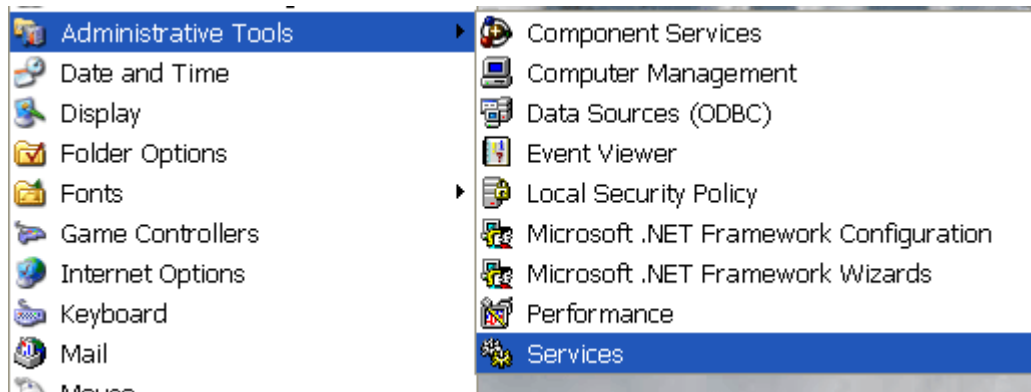 Administrative Tools
Date and Time
Display
Folder Options
Fonts
Game Controllers
Internet Options
Keyboard
Mail
Mouse
Component Services
Computer Management
Data Sources (ODBC)
Event Viewer
Local Security Policy
Microsoft .NET Framework Configuration
Microsoft .NET Framework Wizards
Performance
Services